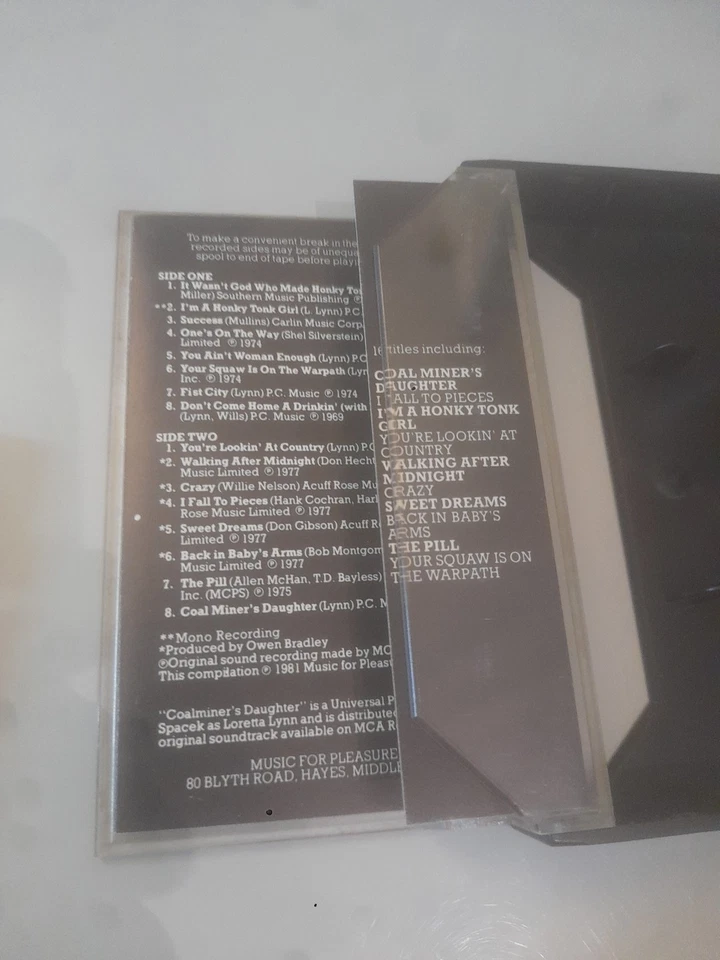 To make a convenient break in the
recorded sides may be of unequa
spool to end of tape before playi
SIDE ONE
1. It Wasn't God Who Made Honky To
Miller) Southern Music Publishing ℗
**2. I'm A Honky Tonk Girl (L. Lynn) P.C.
3. Success (Mullins) Carlin Music Corp
4. One's On The Way (Shel Silverstein)
Limited ℗ 1974
5. You Ain't Woman Enough (Lynn) P.C
6. Your Squaw Is On The Warpath (Lyn
Inc. ℗ 1974
7. Fist City (Lynn) P.C. Music ℗ 1974
8. Don't Come Home A Drinkin' (with
(Lynn, Wills) P.C. Music ℗ 1969
SIDE TWO
1. You're Lookin' At Country (Lynn) P.C
*2. Walking After Midnight (Don Hecht
Music Limited ℗ 1977
*3. Crazy (Willie Nelson) Acuff Rose Mu
*4. I Fall To Pieces (Hank Cochran, Harl
Rose Music Limited ℗ 1977
*5. Sweet Dreams (Don Gibson) Acuff R
Limited ℗ 1977
*6. Back in Baby's Arms (Bob Montgom
Music Limited ℗ 1977
7. The Pill (Allen McHan, T.D. Bayless)
Inc. (MCPS) ℗ 1975
8. Coal Miner's Daughter (Lynn) P.C. M
**Mono Recording
*Produced by Owen Bradley
℗Original sound recording made by MC
This compilation ℗ 1981 Music for Pleas
"Coalminer's Daughter" is a Universal P
Spacek as Loretta Lynn and is distribute
original soundtrack available on MCA R
MUSIC FOR PLEASURE
80 BLYTH ROAD, HAYES, MIDDL
16 titles including:
COAL MINER'S
DAUGHTER
I FALL TO PIECES
I'M A HONKY TONK
GIRL
YOU'RE LOOKIN' AT
COUNTRY
WALKING AFTER
MIDNIGHT
CRAZY
SWEET DREAMS
BACK IN BABY'S
ARMS
THE PILL
YOUR SQUAW IS ON
THE WARPATH